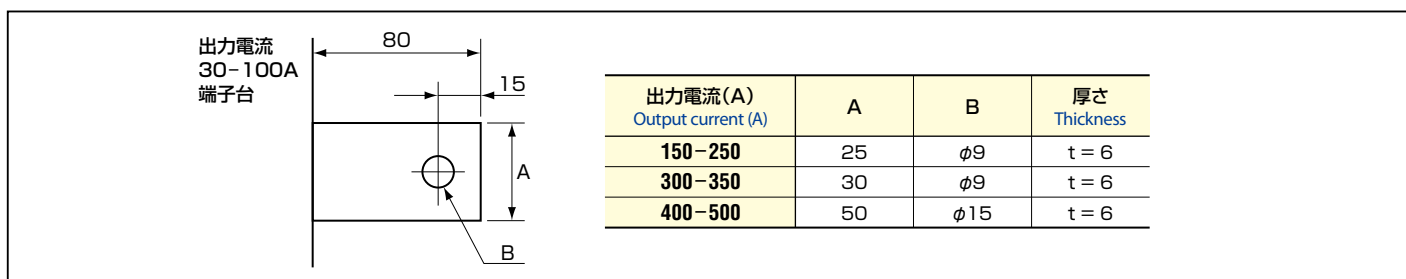 出力電流
30−100A
端子台
80
15
A
B
出力電流(A)
Output current (A)
A
B
厚さ
Thickness
150−250
25
φ9
t = 6
300−350
30
φ9
t = 6
400−500
50
φ15
t = 6